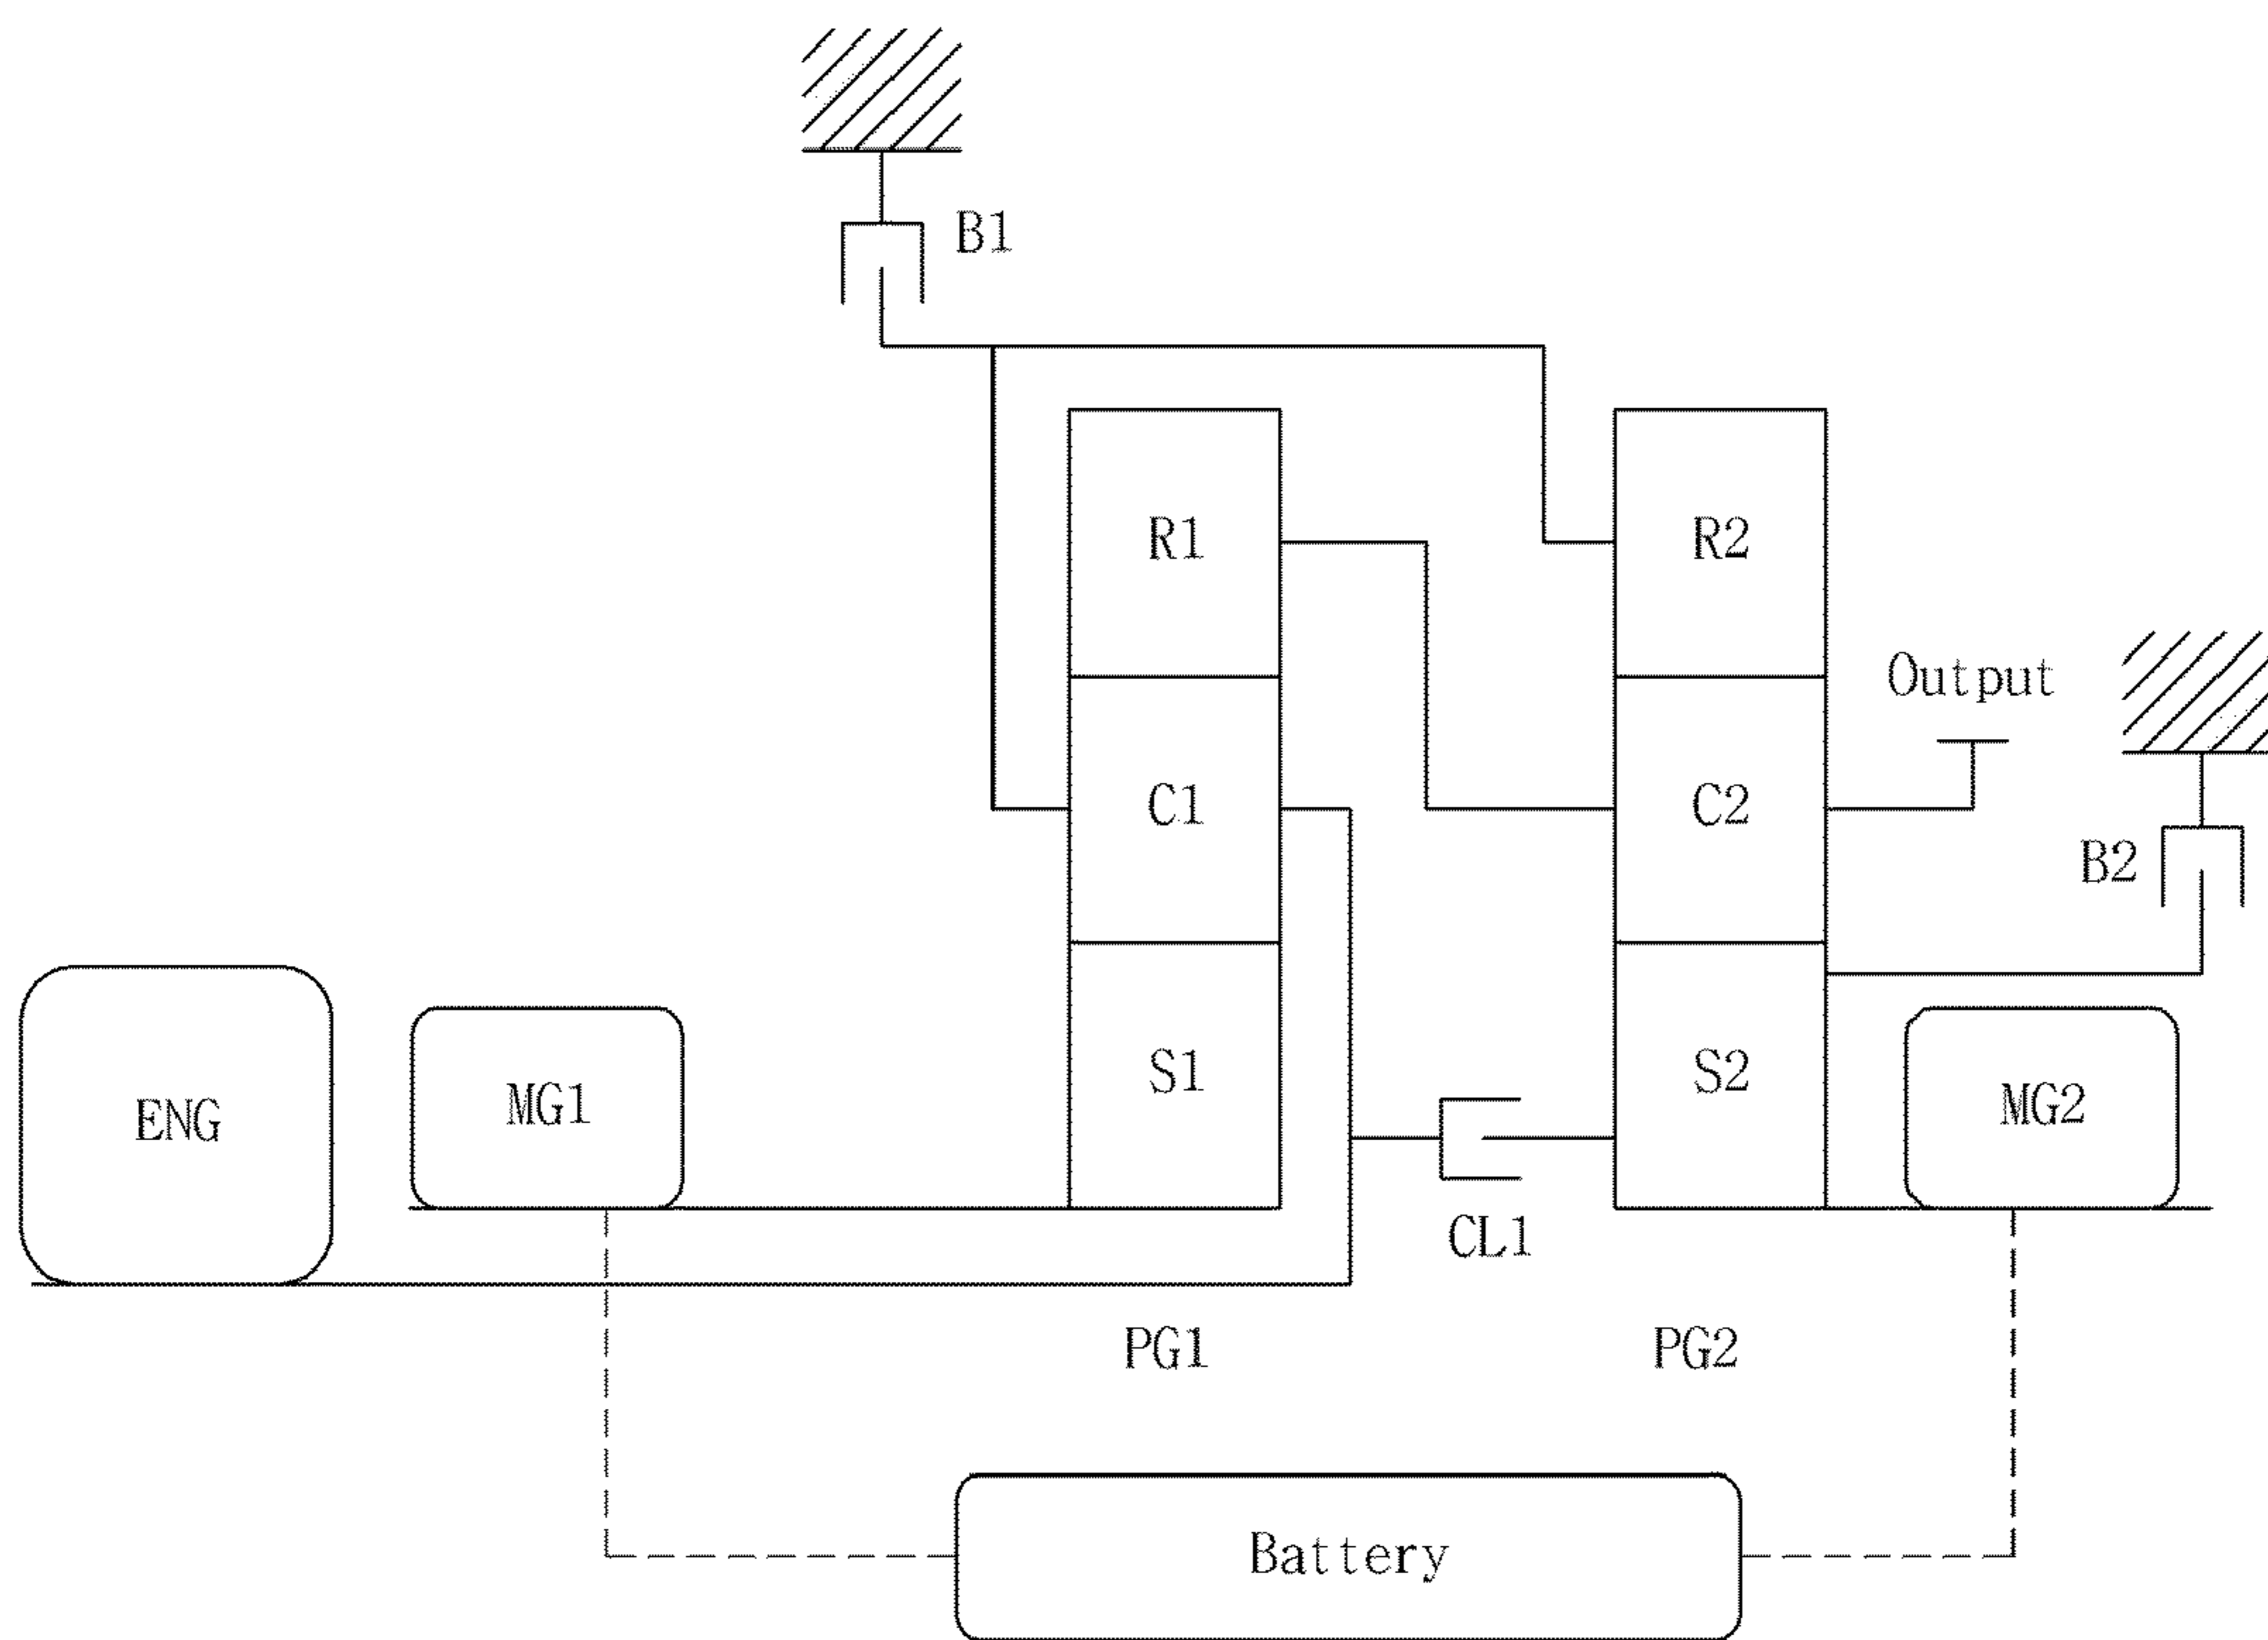 B1
R1
R2
Output
C1
C2
B2
S1
S2
MG1
MG2
ENG
CL1
PG1
PG2
Battery